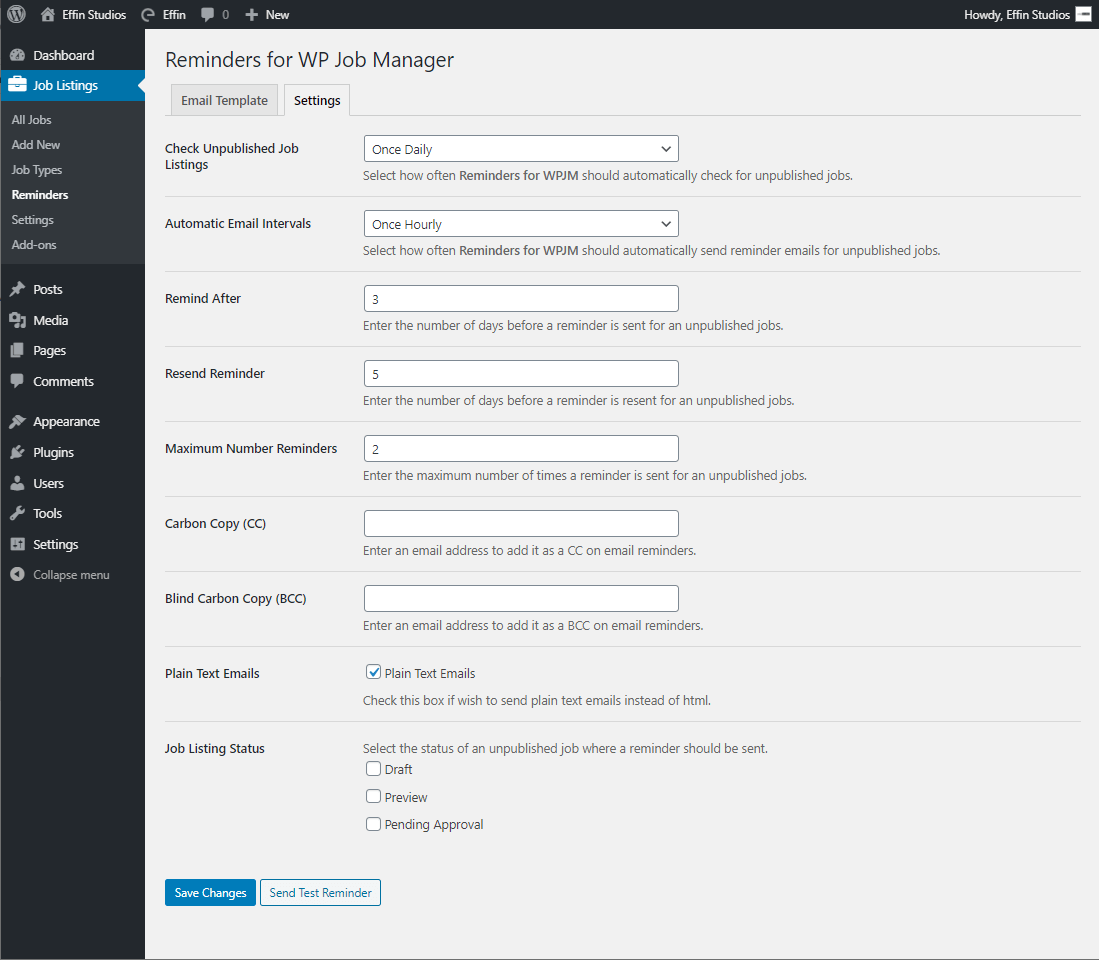 Effin Studios
Effin
0
New
Howdy, Effin Studios
Dashboard
Job Listings
All Jobs
Add New
Job Types
Reminders
Settings
Add-ons
Posts
Media
Pages
Comments
Appearance
Plugins
Users
Tools
Settings
Collapse menu
Reminders for WP Job Manager
Email Template
Settings
Check Unpublished Job
Listings
Once Daily
Select how often Reminders for WPJM should automatically check for unpublished jobs.
Automatic Email Intervals
Once Hourly
Select how often Reminders for WPJM should automatically send reminder emails for unpublished jobs.
Remind After
3
Enter the number of days before a reminder is sent for an unpublished jobs.
Resend Reminder
5
Enter the number of days before a reminder is resent for an unpublished jobs.
Maximum Number Reminders
2
Enter the maximum number of times a reminder is sent for an unpublished jobs.
Carbon Copy (CC)
Enter an email address to add it as a CC on email reminders.
Blind Carbon Copy (BCC)
Enter an email address to add it as a BCC on email reminders.
Plain Text Emails
Plain Text Emails
Check this box if wish to send plain text emails instead of html.
Job Listing Status
Select the status of an unpublished job where a reminder should be sent.
Draft
Preview
Pending Approval
Save Changes
Send Test Reminder